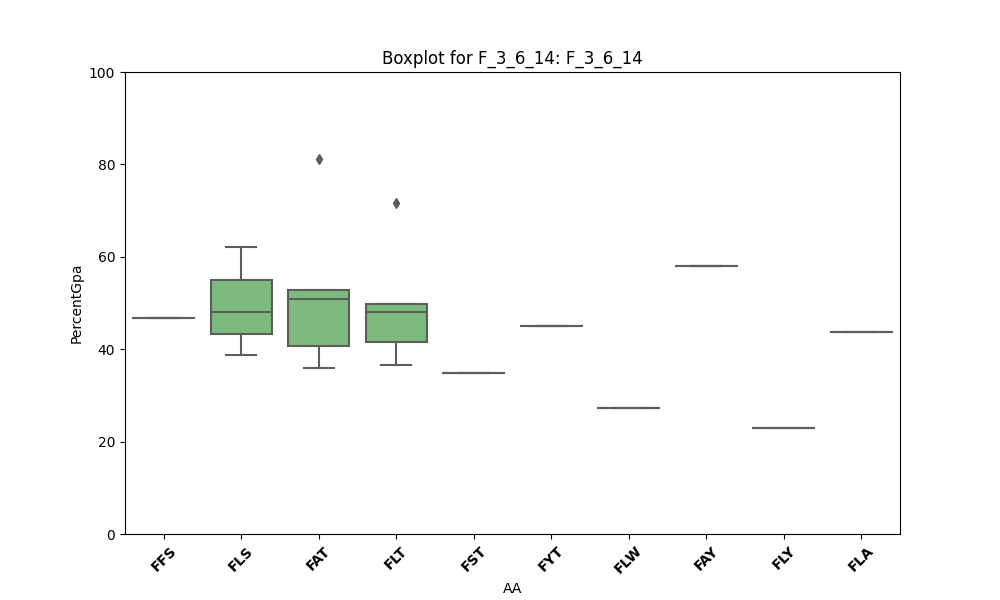 Boxplot for F_3_6_14: F_3_6_14
100
80
60
40
20
0
PercentGpa
FFS
FLS
FAT
FLT
FST
FYT
FLW
FAY
FLY
FLA
AA